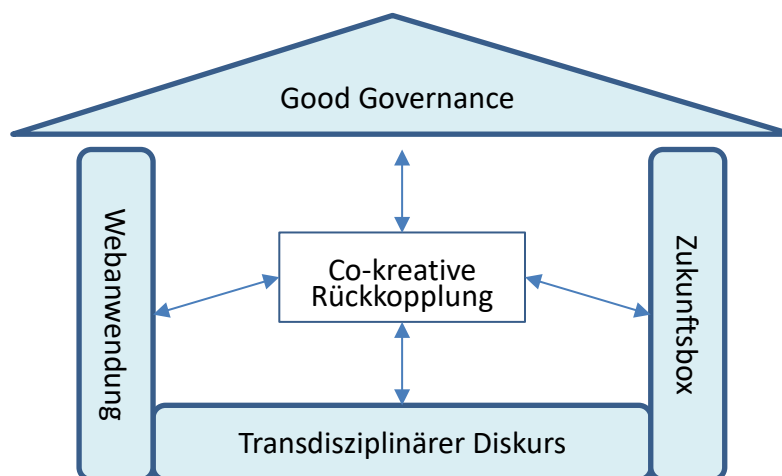 Good Governance
Webanwendung
Co-kreative
Rückkopplung
Zukunftsbox
Transdisziplinärer Diskurs